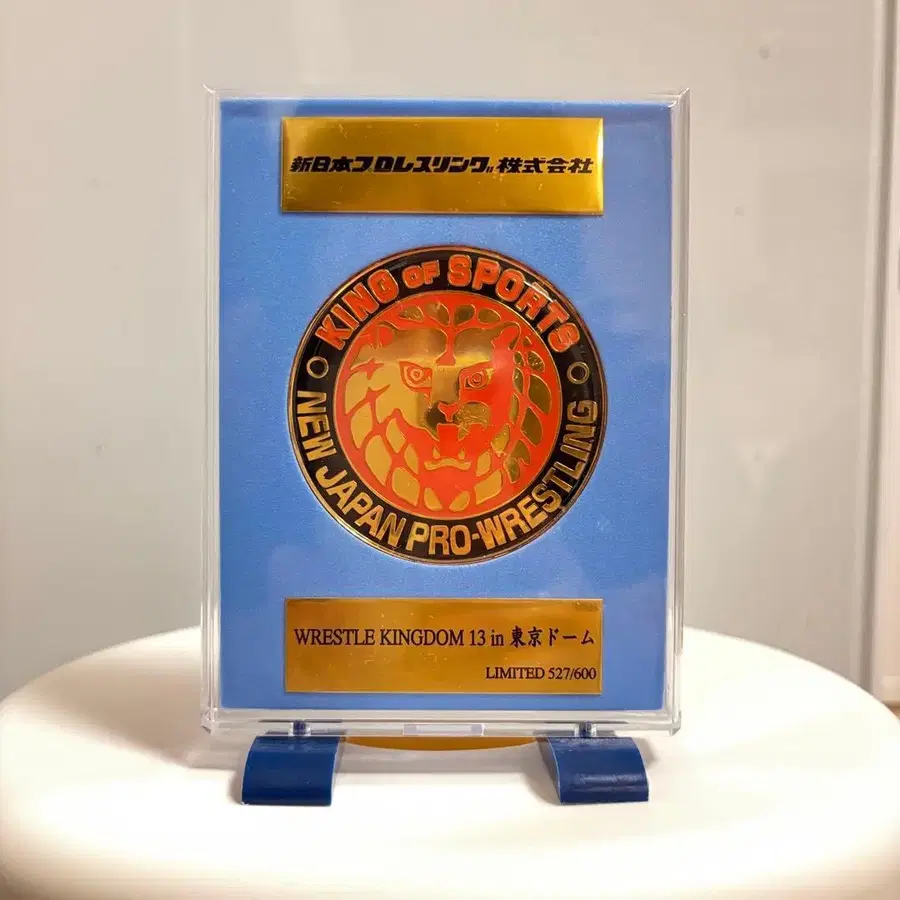 新日本プロレスリング株式会社
KING OF SPORTS
NEW JAPAN PRO-WRESTLING
WRESTLE KINGDOM 13 in 東京ドーム
LIMITED 527/600